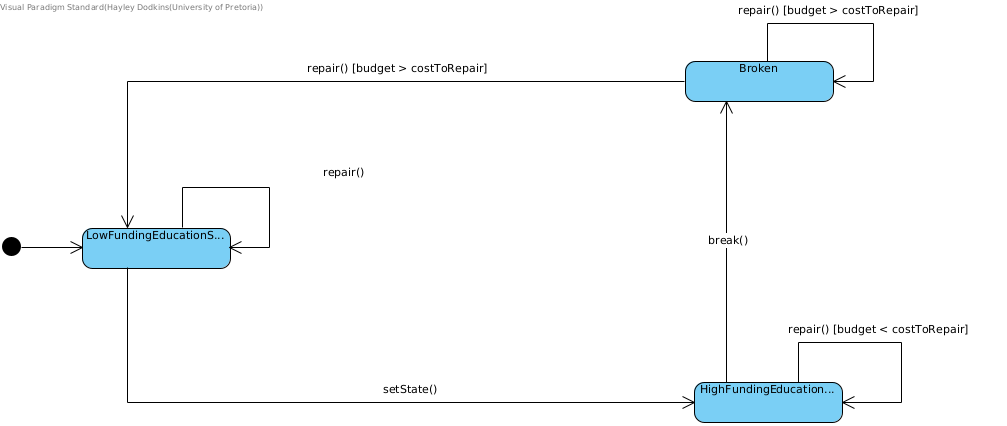 Visual Paradigm Standard(Hayley Dodkins(University of Pretoria))
repair() [budget > costToRepair]
Broken
repair() [budget > costToRepair]
repair()
LowFundingEducationS...
break()
repair() [budget < costToRepair]
setState()
HighFundingEducation...